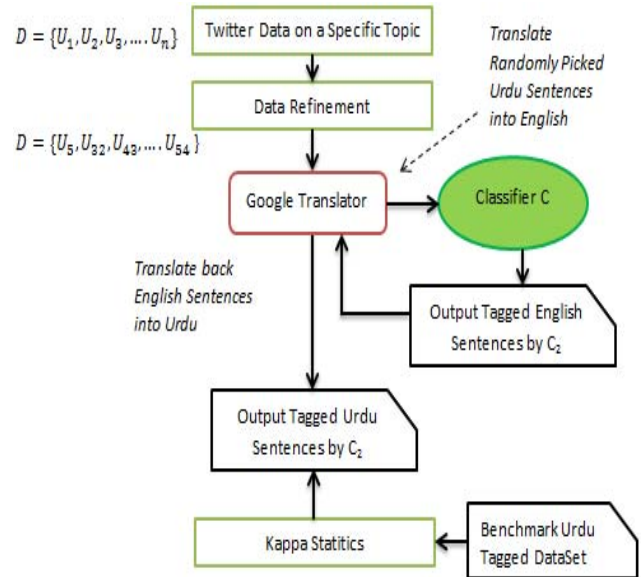 D = {U₁, U₂, U₃, .... Uₙ}
Twitter Data on a Specific Topic
Translate
Randomly Picked
Urdu Sentences
into English
Data Refinement
D = {U₅, U₃₂, U₄₃, .... U₅₄}
Google Translator
Classifier C
Translate back
English Sentences
into Urdu
Output Tagged English
Sentences by C₂
Output Tagged Urdu
Sentences by C₂
Kappa Statitics
Benchmark Urdu
Tagged DataSet